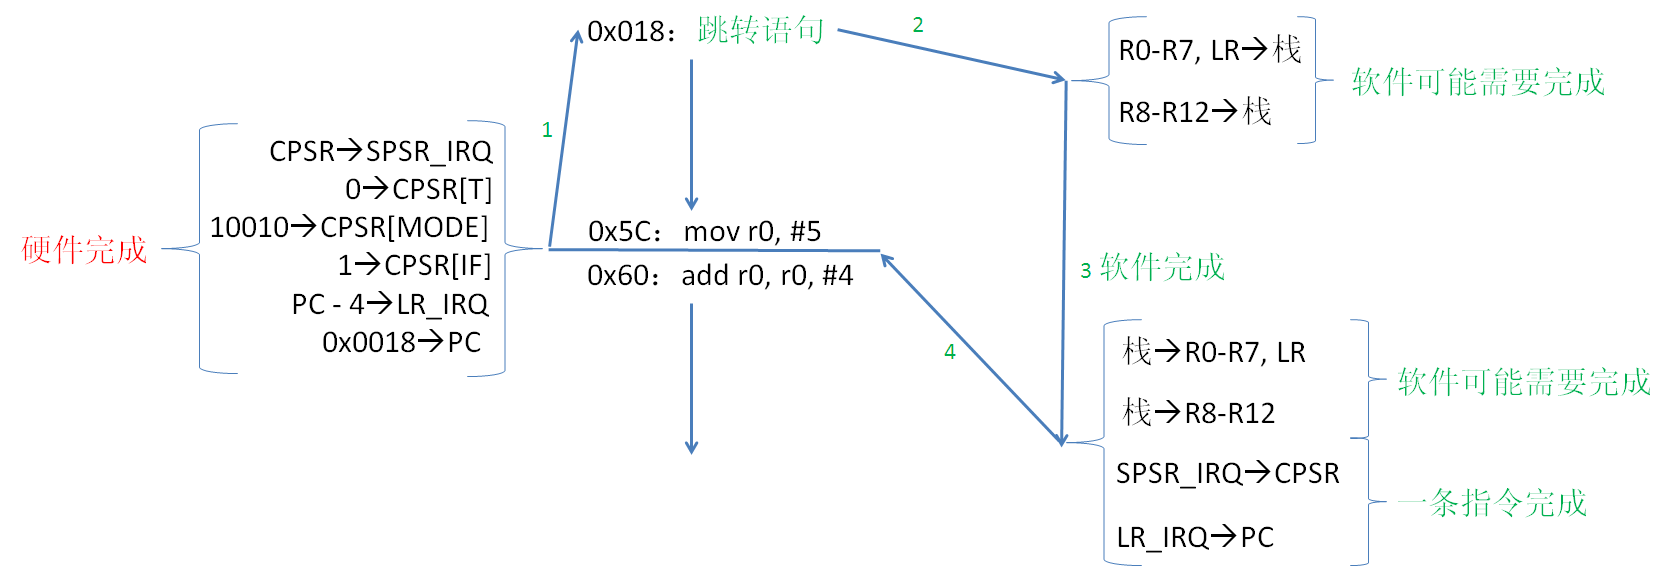 0x018：跳转语句
2
R0-R7, LR→栈
R8-R12→栈
软件可能需要完成
1
硬件完成
CPSR→SPSR_IRQ
0→CPSR[T]
10010→CPSR[MODE]
1→CPSR[IF]
PC - 4→LR_IRQ
0x0018→PC
0x5C：mov r0, #5
0x60：add r0, r0, #4
3 软件完成
4
栈→R0-R7, LR
栈→R8-R12
软件可能需要完成
SPSR_IRQ→CPSR
LR_IRQ→PC
一条指令完成